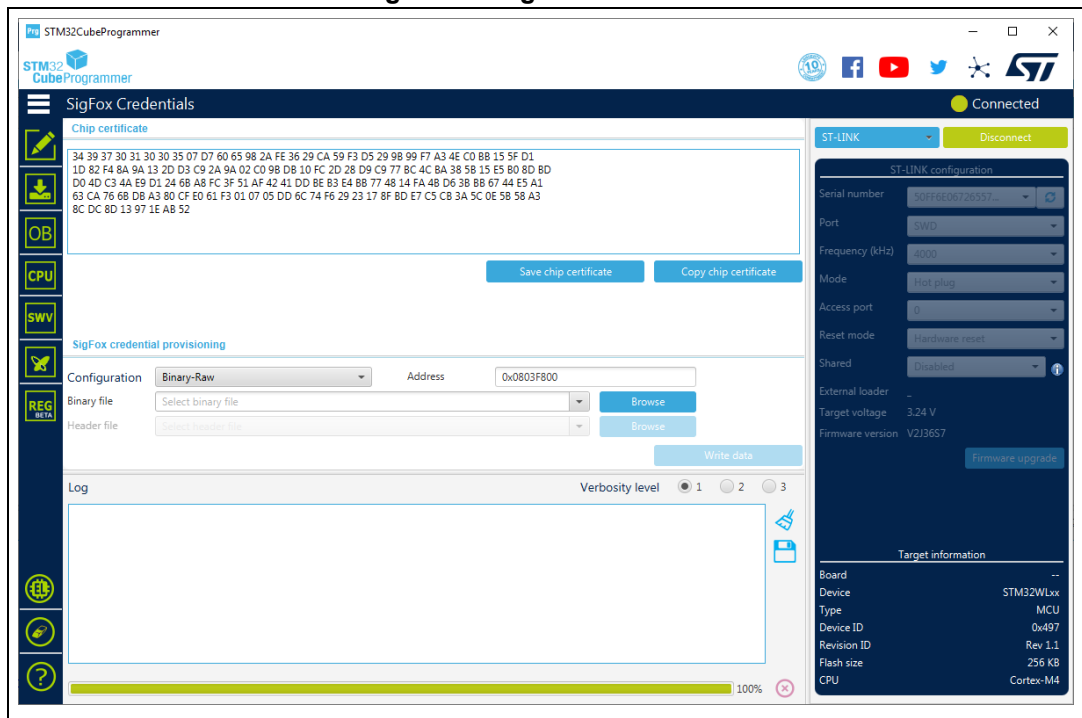 Prg STM32CubeProgrammer
STM32
CubeProgrammer
SigFox Credentials
Connected
Chip certificate
34 39 37 30 31 30 30 35 07 D7 60 65 98 2A FE 36 29 CA 59 F3 D5 29 9B 99 F7 A3 4E C0 BB 15 5F D1
1D 82 F4 8A 9A 13 2D D3 C9 2A 9A 02 C0 98 DB 10 FC 2D 28 D9 C9 77 BC 4C BA 38 5B 15 E5 B0 8D BD
D0 4D C3 4A E9 D1 24 6B A8 FC 3F 51 AF 42 41 DD BE B3 E4 BB 77 48 14 FA 4B D6 3B BB 67 44 E5 A1
63 CA 76 6B DB A3 80 CF E0 61 F3 01 07 05 DD 6C 74 F6 29 23 17 8F BD E7 C5 CB 3A 5C 0E 5B 58 A3
8C DC 8D 13 97 1E AB 52
Save chip certificate Copy chip certificate
SigFox credential provisioning
Configuration Binary-Raw Address 0x0803F800
Binary file Select binary file Browse
Header file Select header file Browse
Write data
Log Verbosity level 1 2 3
100%
OB
CPU
SWV
REG
BETA
ST-LINK Disconnect
ST-LINK configuration
Serial number 50FF6E06726557...
Port SWD
Frequency (kHz) 4000
Mode Hot plug
Access port 0
Reset mode Hardware reset
Shared Disabled
External loader _
Target voltage 3.24 V
Firmware version V2J36S7
Firmware upgrade
Target information
Board --
Device STM32WLxx
Type MCU
Device ID 0x497
Revision ID Rev 1.1
Flash size 256 KB
CPU Cortex-M4